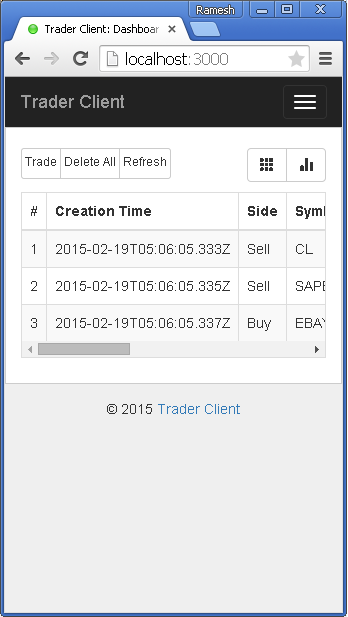 Ramesh
Trader Client: Dashboar
localhost:3000
Trader Client
Trade Delete All Refresh
# Creation Time Side Symb
1 2015-02-19T05:06:05.333Z Sell CL
2 2015-02-19T05:06:05.335Z Sell SAPE
3 2015-02-19T05:06:05.337Z Buy EBAY
© 2015 Trader Client